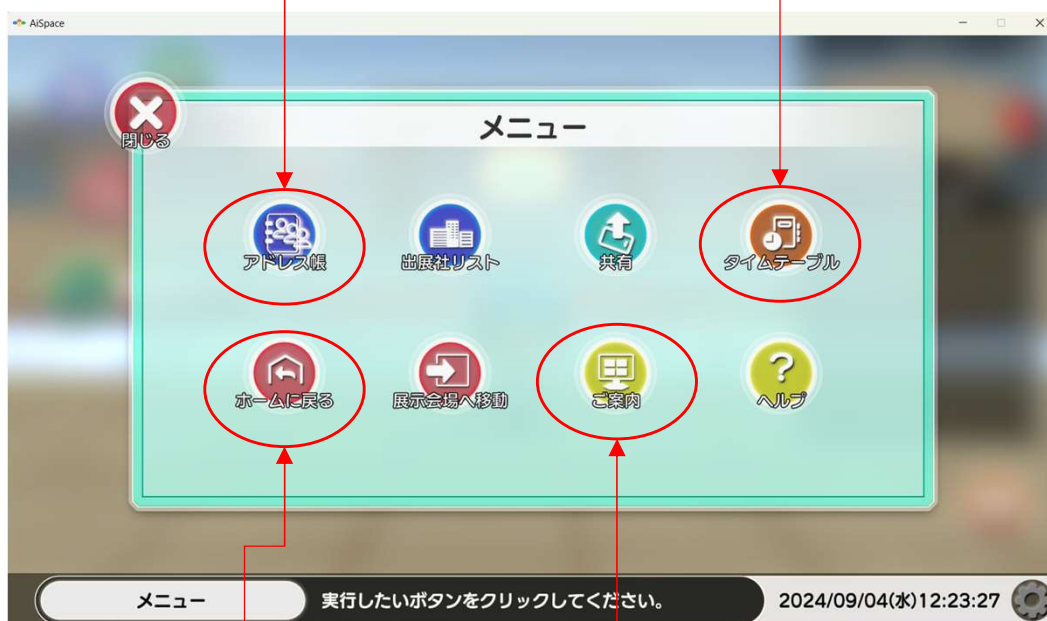 AiSpace
閉じる
メニュー
アドレス帳
出展社リスト
共有
タイムテーブル
ホームに戻る
展示会場へ移動
ご案内
ヘルプ
メニュー
実行したいボタンをクリックしてください。
2024/09/04(水)12:23:27